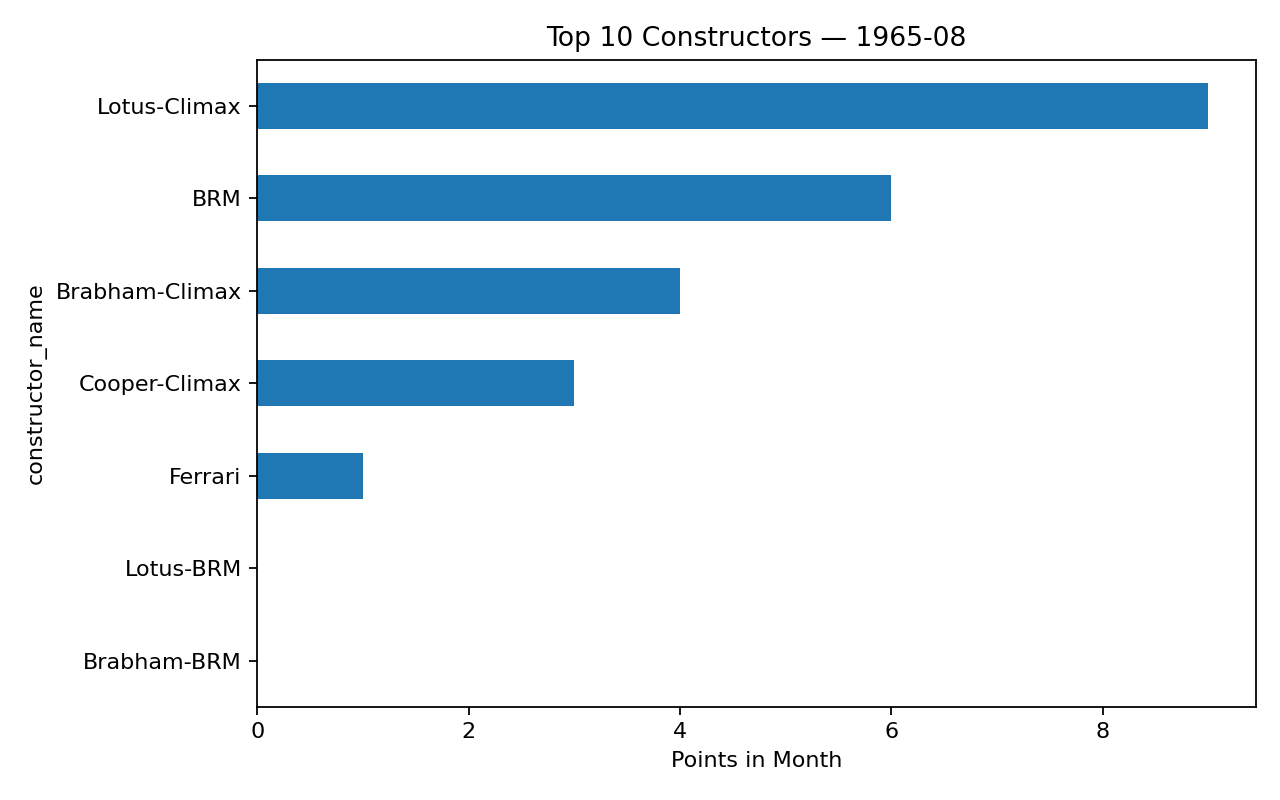 Top 10 Constructors — 1965-08
constructor_name
Lotus-Climax
BRM
Brabham-Climax
Cooper-Climax
Ferrari
Lotus-BRM
Brabham-BRM
0 2 4 6 8
Points in Month